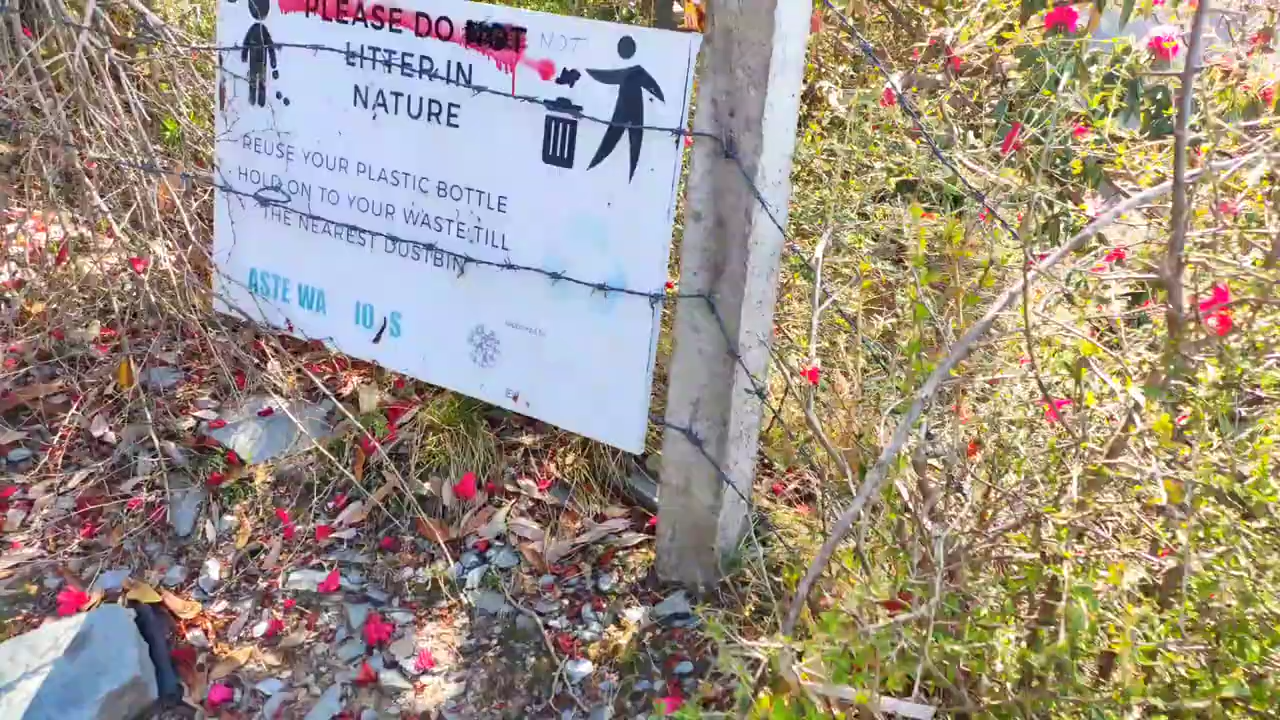 PLEASE DO NOT NOT
LITTER IN
NATURE
REUSE YOUR PLASTIC BOTTLE
HOLD ON TO YOUR WASTE TILL
THE NEAREST DUSTBIN
ASTE WA IO S